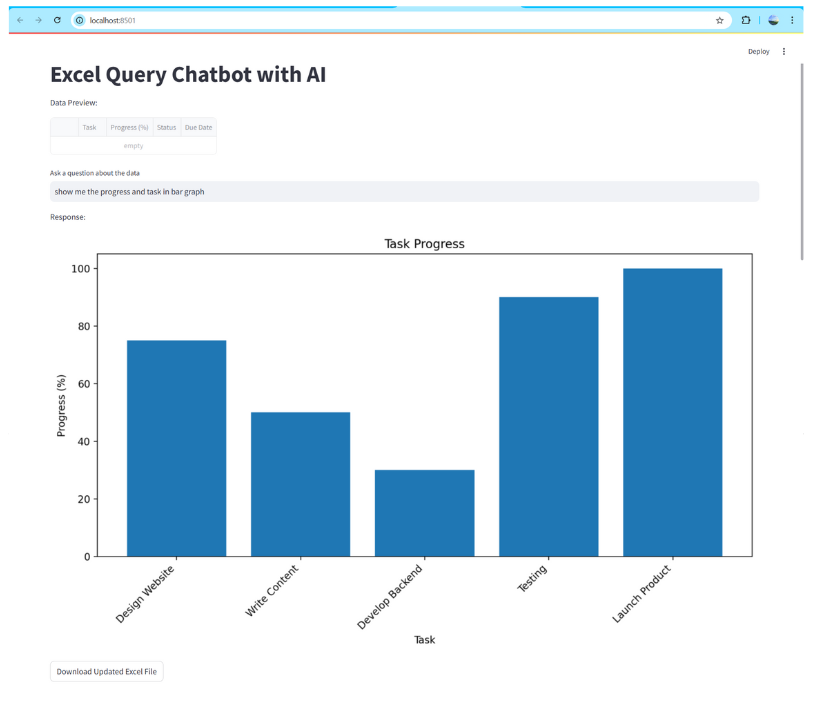 localhost:8501
Deploy
Excel Query Chatbot with AI
Data Preview:
Task Progress (%) Status Due Date
empty
Ask a question about the data
show me the progress and task in bar graph
Response:
Task Progress
100
80
60
40
20
0
Progress (%)
Design Website
Write Content
Develop Backend
Testing
Launch Product
Task
Download Updated Excel File